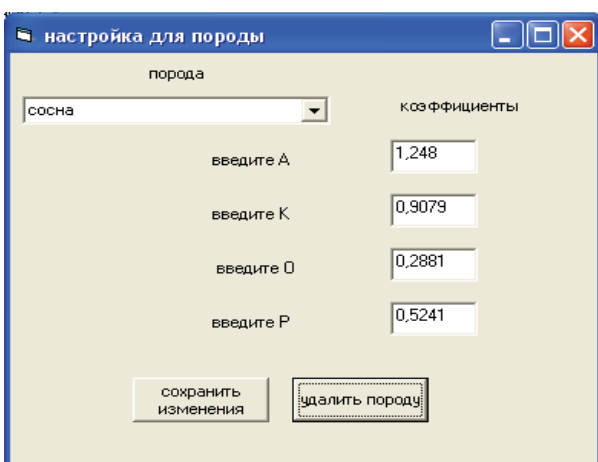 настройка для породы
порода
сосна
коэффициенты
введите А
1,248
введите К
0,9079
введите О
0,2881
введите Р
0,5241
сохранить
изменения
удалить породу